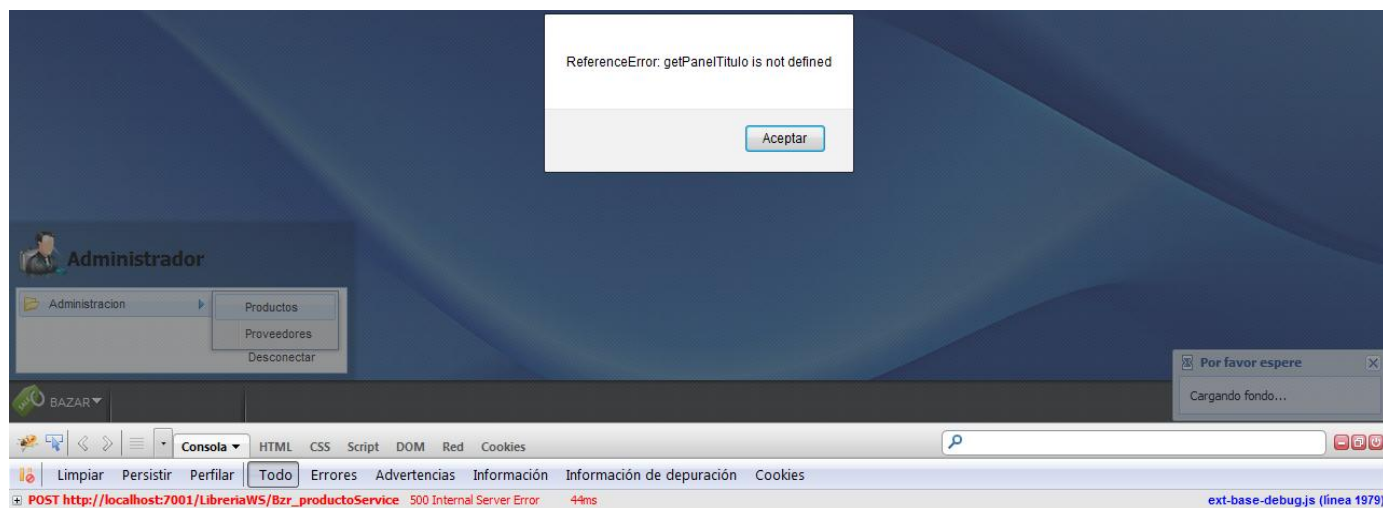 ReferenceError: getPanelTitulo is not defined
Aceptar
Administrador
Administracion
Productos
Proveedores
Desconectar
Por favor espere
Cargando fondo...
BAZAR
Consola HTML CSS Script DOM Red Cookies
Limpiar Persistir Perfilar Todo Errores Advertencias Información Información de depuración Cookies
POST http://localhost:7001/LibreriaWS/Bzr_productoService 500 Internal Server Error 44ms ext-base-debug.js (línea 1979)